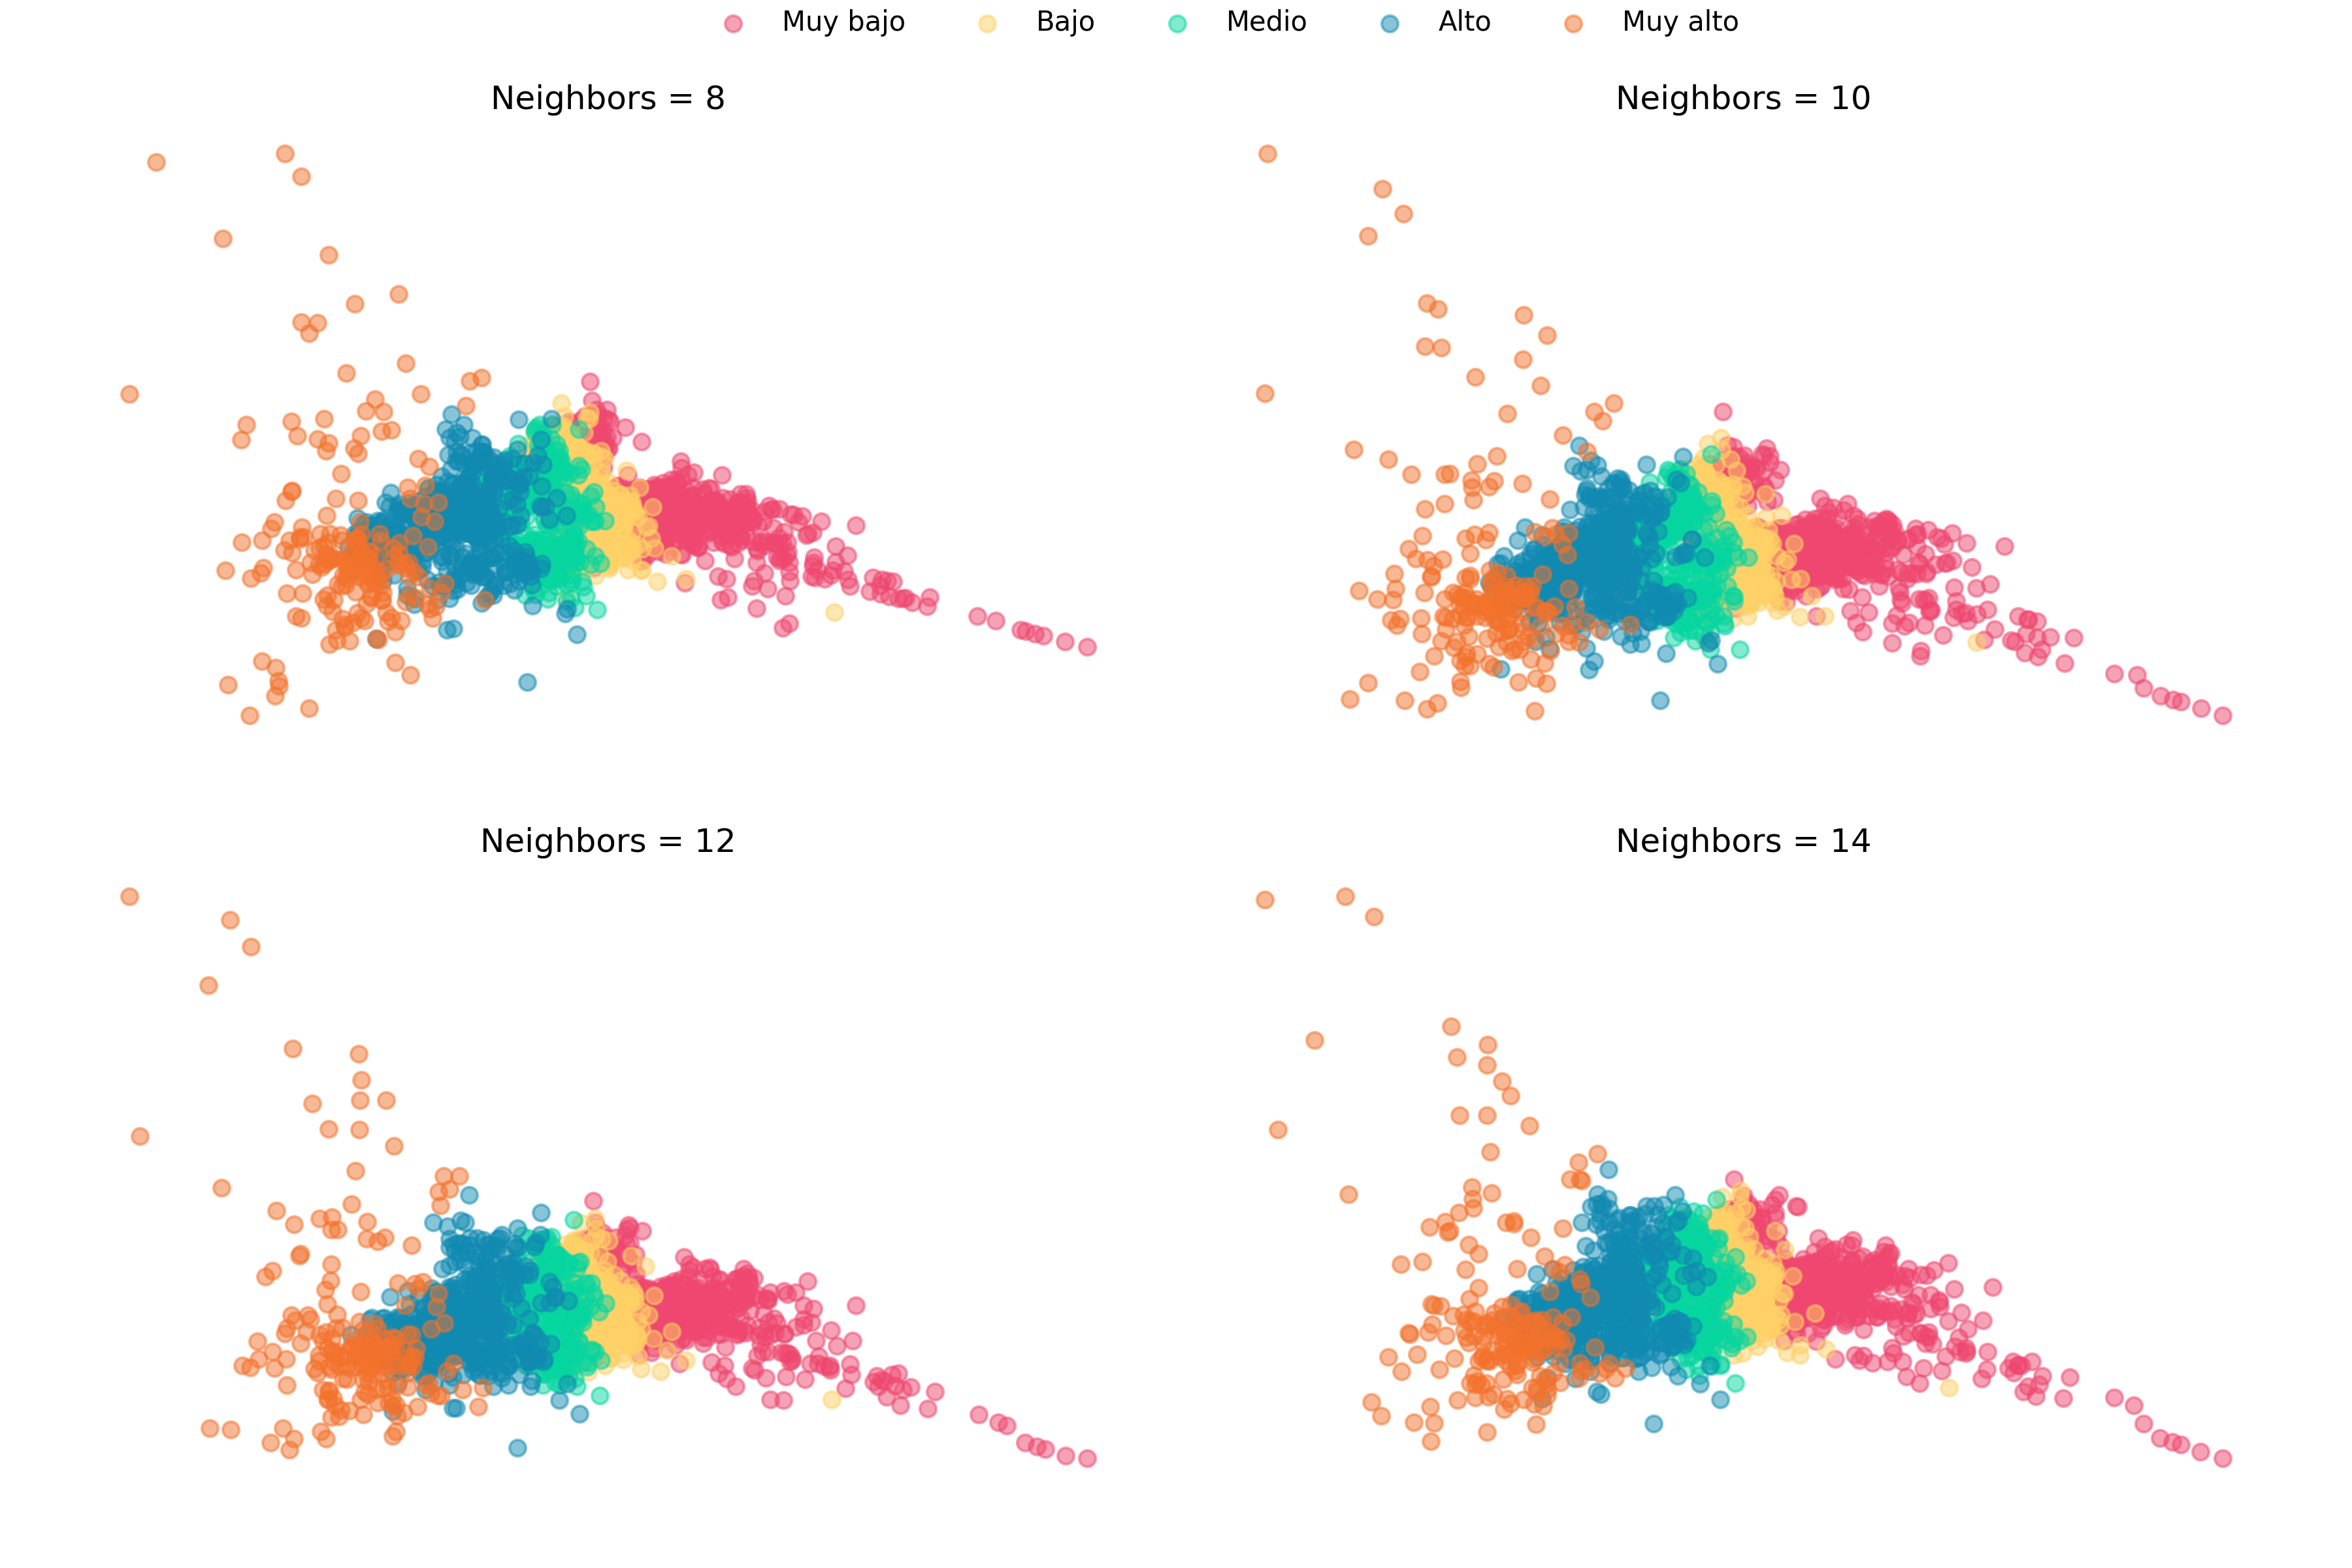 Muy bajo Bajo Medio Alto Muy alto
Neighbors = 8
Neighbors = 10
Neighbors = 12
Neighbors = 14